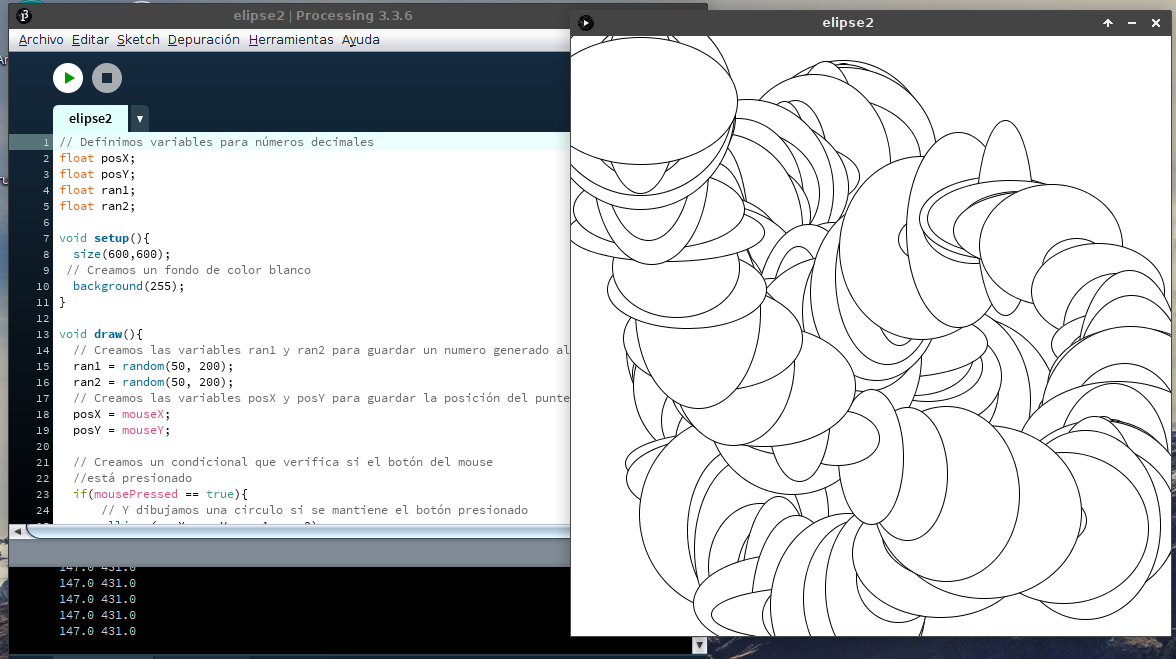 elipse2 | Processing 3.3.6
Archivo Editar Sketch Depuración Herramientas Ayuda
elipse2
1 // Definimos variables para números decimales
2 float posX;
3 float posY;
4 float ran1;
5 float ran2;
6
7 void setup(){
8 size(600,600);
9 // Creamos un fondo de color blanco
10 background(255);
11 }
12
13 void draw(){
14 // Creamos las variables ran1 y ran2 para guardar un numero generado al
15 ran1 = random(50, 200);
16 ran2 = random(50, 200);
17 // Creamos las variables posX y posY para guardar la posición del punte
18 posX = mouseX;
19 posY = mouseY;
20
21 // Creamos un condicional que verifica si el botón del mouse
22 //está presionado
23 if(mousePressed == true){
24 // Y dibujamos una circulo si se mantiene el botón presionado
147.0 431.0
147.0 431.0
147.0 431.0
147.0 431.0
147.0 431.0
elipse2